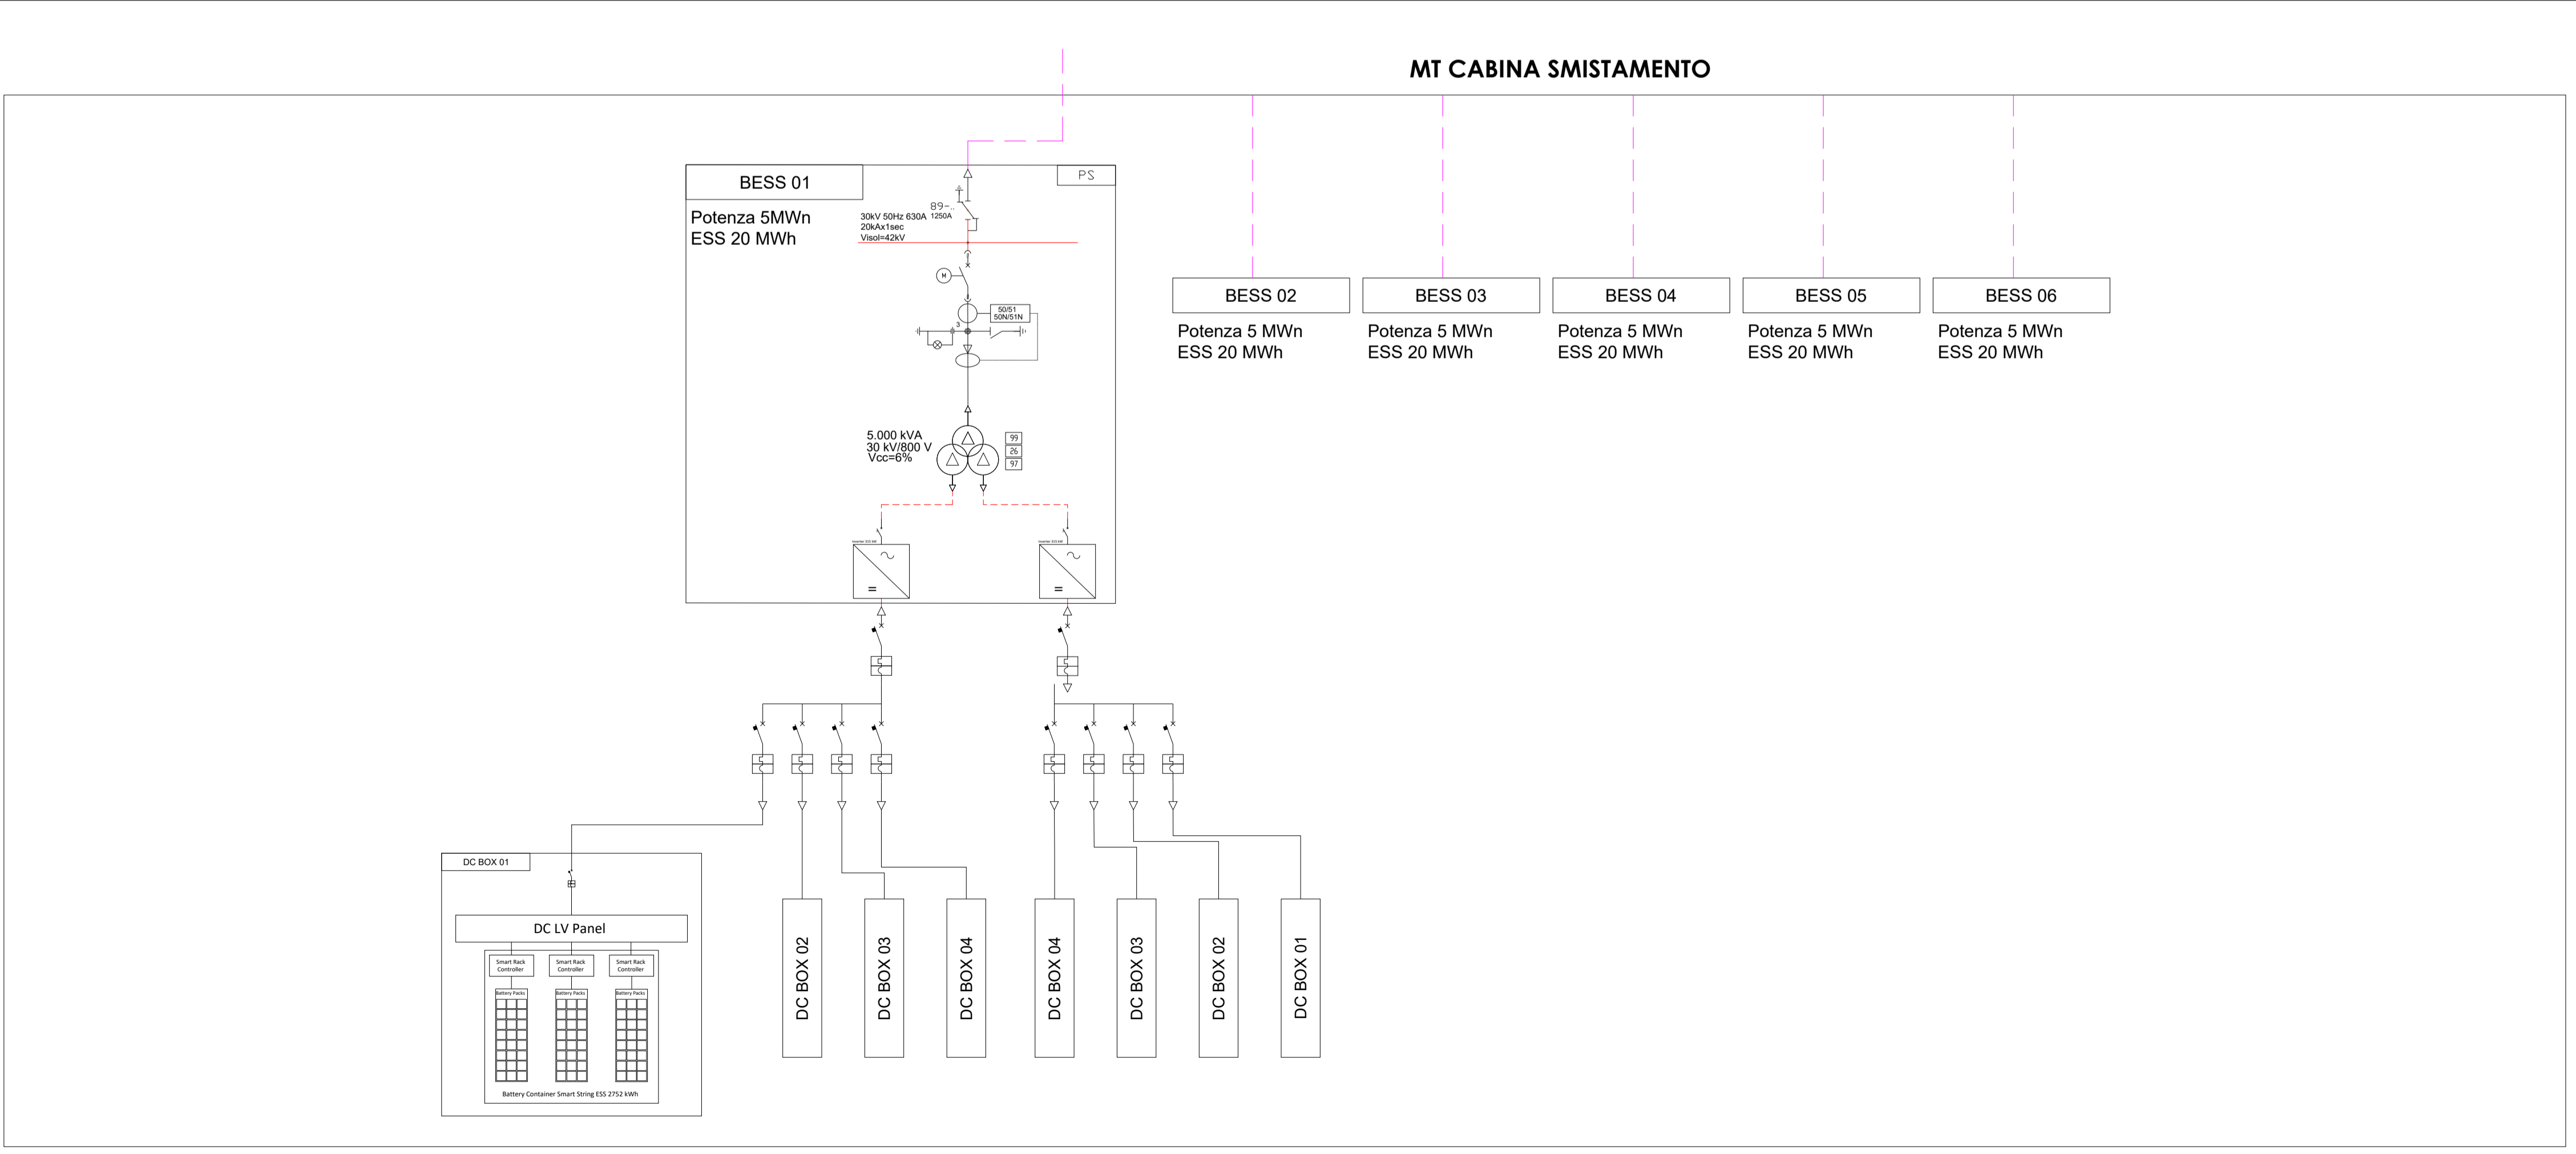 MT CABINA SMISTAMENTO
BESS 01
PS
Potenza 5MWn
ESS 20 MWh
89-..
1250A
30kV 50Hz 630A
20kAx1sec
Visol=42kV
M
50/51
50N/51N
3
5.000 kVA
30 kV/800 V
Vcc=6%
99
26
97
BESS 02
Potenza 5 MWn
ESS 20 MWh
BESS 03
Potenza 5 MWn
ESS 20 MWh
BESS 04
Potenza 5 MWn
ESS 20 MWh
BESS 05
Potenza 5 MWn
ESS 20 MWh
BESS 06
Potenza 5 MWn
ESS 20 MWh
DC BOX 01
DC LV Panel
Smart Rack
Controller
Smart Rack
Controller
Smart Rack
Controller
Battery Packs
Battery Packs
Battery Packs
Battery Container Smart String ESS 2752 kWh
DC BOX 02
DC BOX 03
DC BOX 04
DC BOX 04
DC BOX 03
DC BOX 02
DC BOX 01